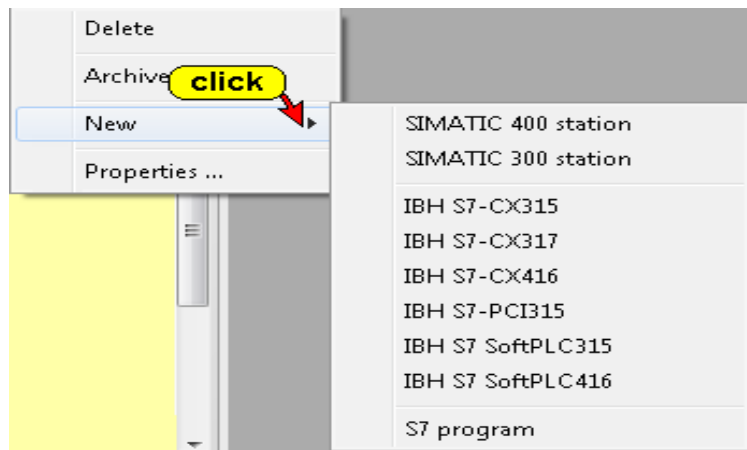 Delete
Archive
click
New
Properties ...
SIMATIC 400 station
SIMATIC 300 station
IBH S7-CX315
IBH S7-CX317
IBH S7-CX416
IBH S7-PCI315
IBH S7 SoftPLC315
IBH S7 SoftPLC416
S7 program